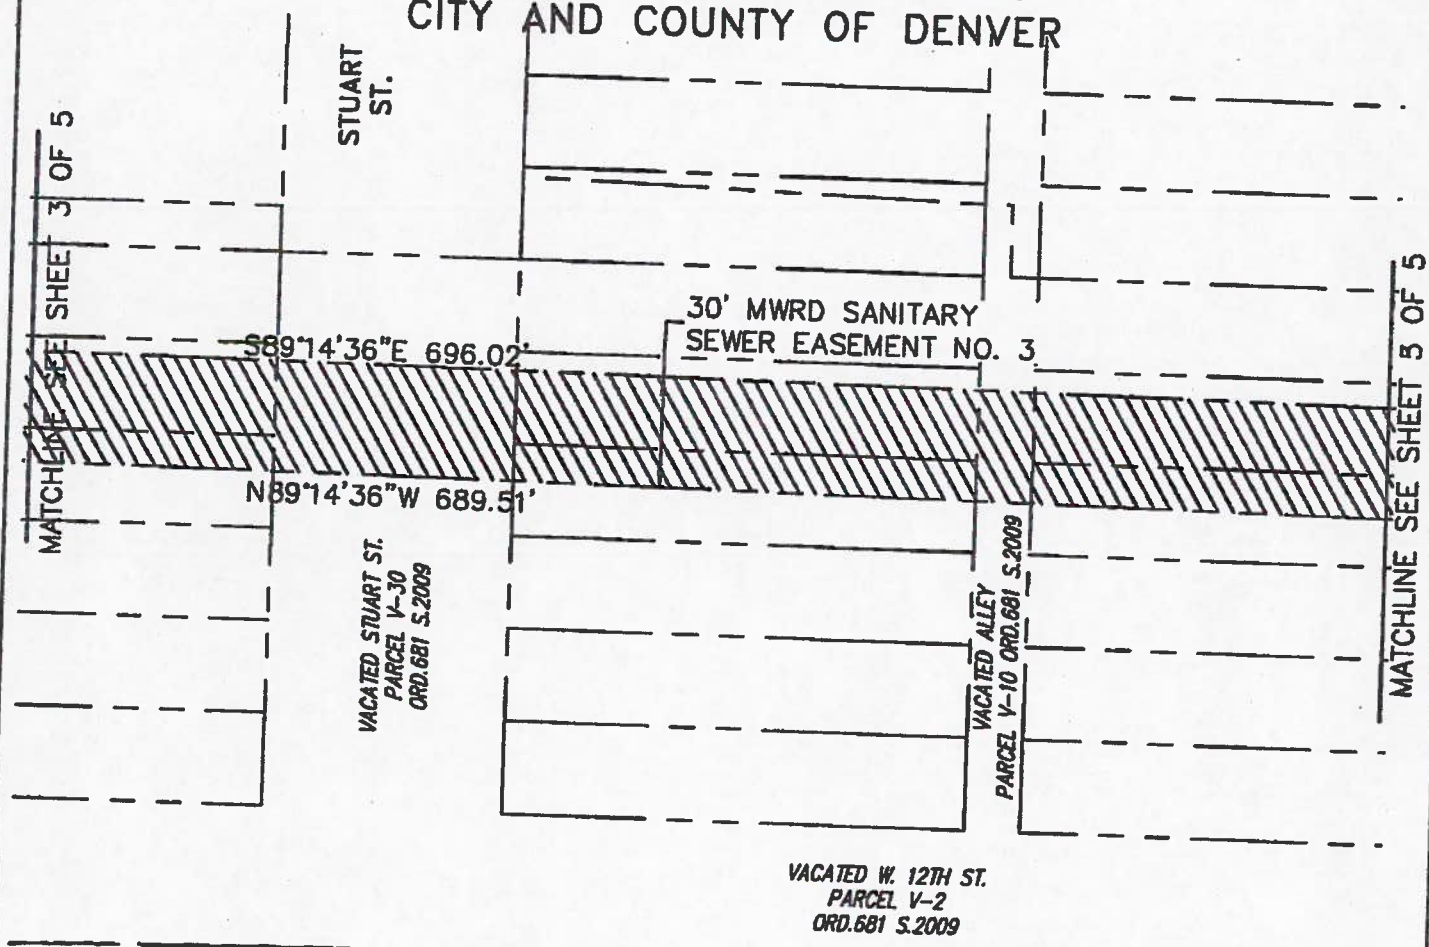 CITY AND COUNTY OF DENVER
STUART
ST.
MATCHLINE SEE SHEET 3 OF 5
S89°14'36"E 696.02'
30' MWRD SANITARY
SEWER EASEMENT NO. 3
N89°14'36"W 689.51'
MATCHLINE SEE SHEET 3 OF 5
VACATED STUART ST.
PARCEL V-30
ORD.681 S.2009
VACATED ALLEY
PARCEL V-10 ORD.681 S.2009
VACATED W. 12TH ST.
PARCEL V-2
ORD.681 S.2009